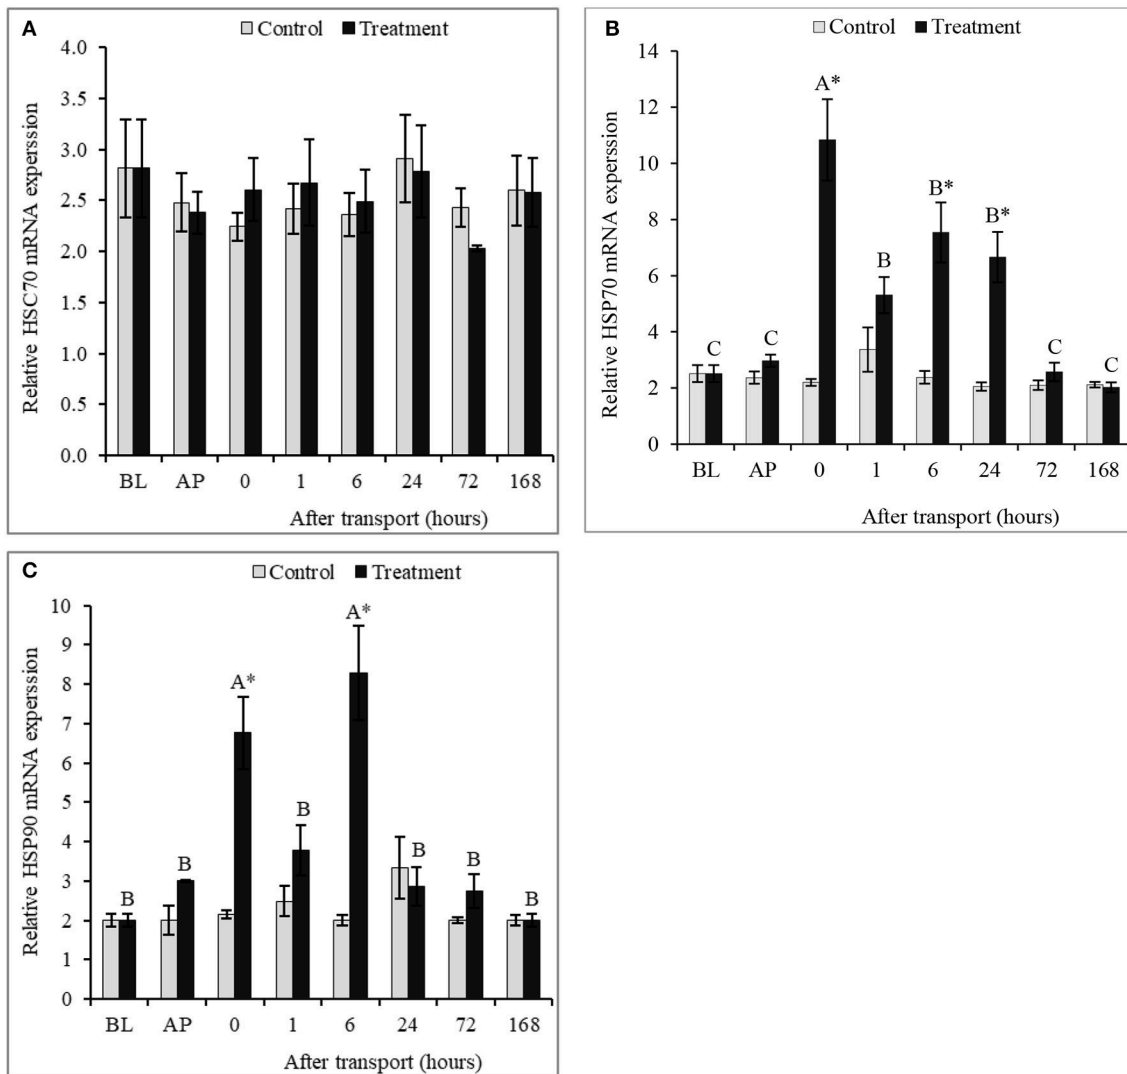 A
Control Treatment
4.0
3.5
3.0
2.5
2.0
1.5
1.0
0.5
0.0
Relative HSC70 mRNA experssion
BL AP 0 1 6 24 72 168
After transport (hours)
B
Control Treatment
14
12
10
8
6
4
2
0
Relative HSP70 mRNA experssion
C C A* B B* B* C C
BL AP 0 1 6 24 72 168
After transport (hours)
C
Control Treatment
10
9
8
7
6
5
4
3
2
1
0
Relative HSP90 mRNA experssion
B B A* B A* B B B
BL AP 0 1 6 24 72 168
After transport (hours)